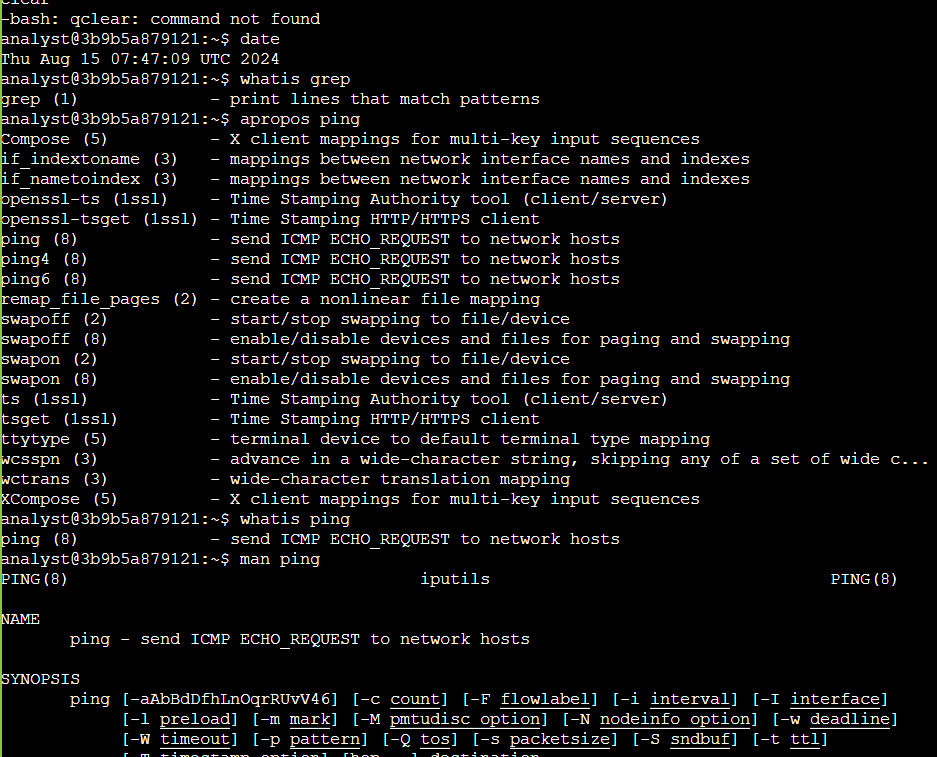 clear
-bash: qclear: command not found
analyst@3b9b5a879121:~$ date
Thu Aug 15 07:47:09 UTC 2024
analyst@3b9b5a879121:~$ whatis grep
grep (1)             - print lines that match patterns
analyst@3b9b5a879121:~$ apropos ping
Compose (5)          - X client mappings for multi-key input sequences
if_indextoname (3)   - mappings between network interface names and indexes
if_nametoindex (3)   - mappings between network interface names and indexes
openssl-ts (1ssl)    - Time Stamping Authority tool (client/server)
openssl-tsget (1ssl) - Time Stamping HTTP/HTTPS client
ping (8)             - send ICMP ECHO_REQUEST to network hosts
ping4 (8)            - send ICMP ECHO_REQUEST to network hosts
ping6 (8)            - send ICMP ECHO_REQUEST to network hosts
remap_file_pages (2) - create a nonlinear file mapping
swapoff (2)          - start/stop swapping to file/device
swapoff (8)          - enable/disable devices and files for paging and swapping
swapon (2)           - start/stop swapping to file/device
swapon (8)           - enable/disable devices and files for paging and swapping
ts (1ssl)            - Time Stamping Authority tool (client/server)
tsget (1ssl)         - Time Stamping HTTP/HTTPS client
ttytype (5)          - terminal device to default terminal type mapping
wcsspn (3)           - advance in a wide-character string, skipping any of a set of wide c...
wctrans (3)          - wide-character translation mapping
XCompose (5)         - X client mappings for multi-key input sequences
analyst@3b9b5a879121:~$ whatis ping
ping (8)             - send ICMP ECHO_REQUEST to network hosts
analyst@3b9b5a879121:~$ man ping
PING(8)                                   iputils                                  PING(8)
NAME
       ping - send ICMP ECHO_REQUEST to network hosts
SYNOPSIS
       ping [-aAbBdDfhLnOqrRUvV46] [-c count] [-F flowlabel] [-i interval] [-I interface]
            [-l preload] [-m mark] [-M pmtudisc_option] [-N nodeinfo_option] [-w deadline]
            [-W timeout] [-p pattern] [-Q tos] [-s packetsize] [-S sndbuf] [-t ttl]
            [-T timestamp option] [hop...] destination